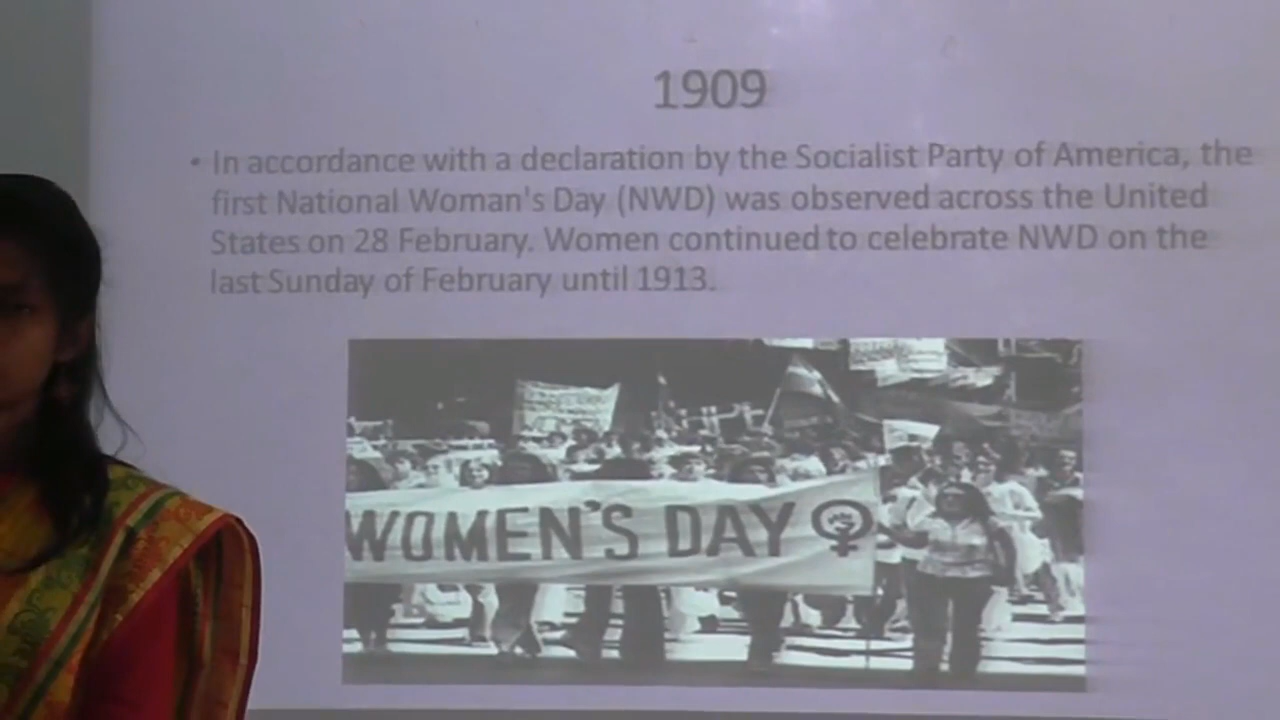 1909
• In accordance with a declaration by the Socialist Party of America, the
first National Woman's Day (NWD) was observed across the United
States on 28 February. Women continued to celebrate NWD on the
last Sunday of February until 1913.
WOMEN'S DAY